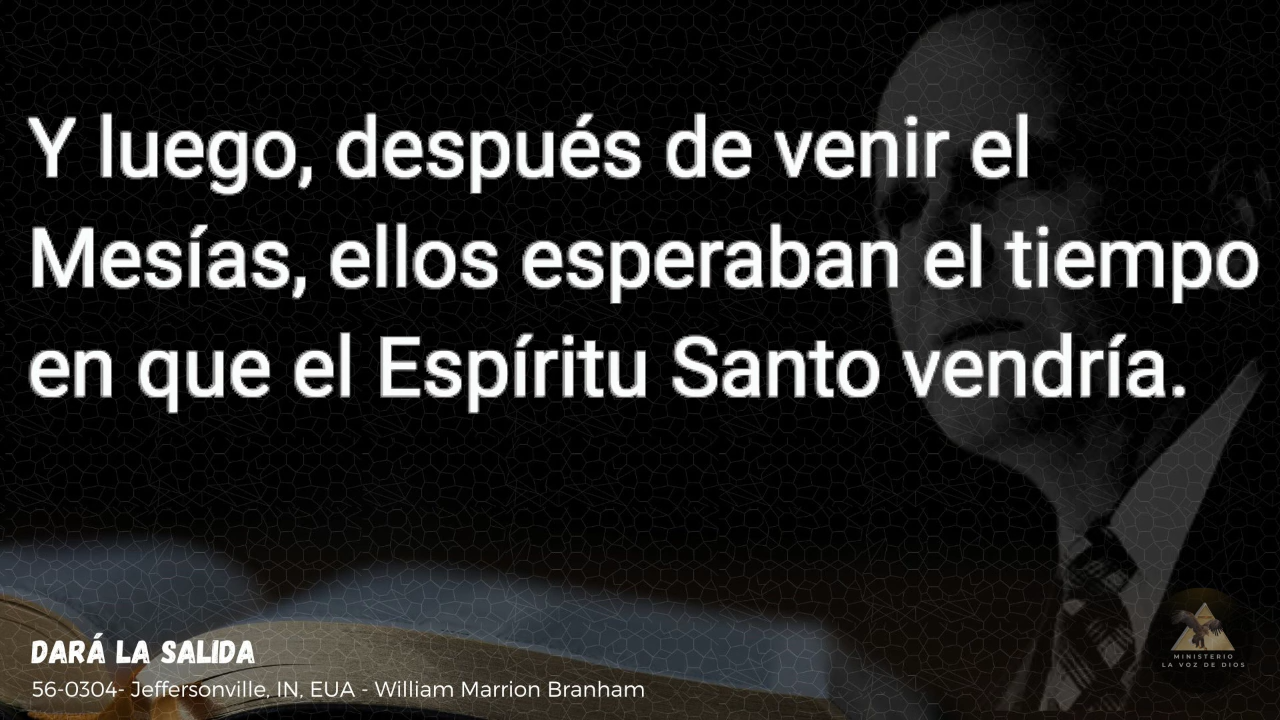 Y luego, después de venir el
Mesías, ellos esperaban el tiempo
en que el Espíritu Santo vendría.
DARÁ LA SALIDA
56-0304- Jeffersonville, IN, EUA - William Marrion Branham
MINISTERIO
LA VOZ DE DIOS